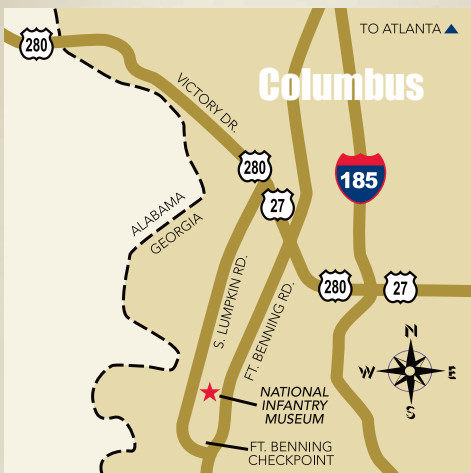 TO ATLANTA
280
Columbus
VICTORY DR.
280
185
27
ALABAMA
GEORGIA
S. LUMPKIN RD.
FT. BENNING RD.
280
27
N
W
E
S
NATIONAL
INFANTRY
MUSEUM
FT. BENNING
CHECKPOINT